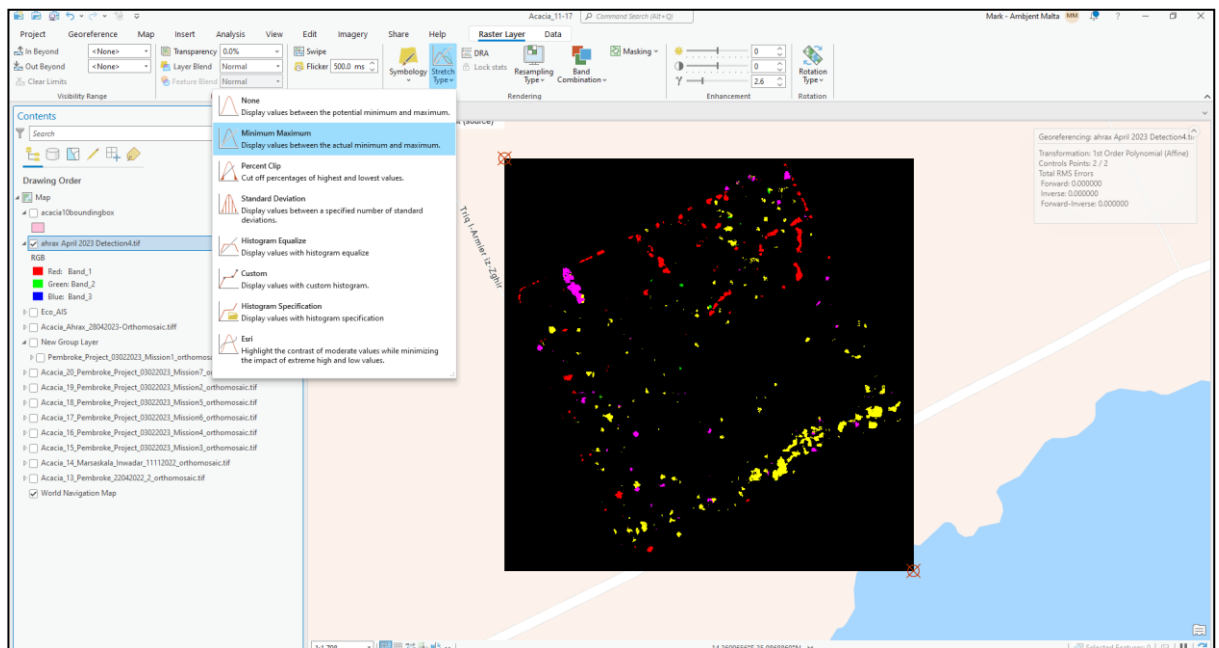 Acacia_11-17
Command Search (Alt+Q)
Mark - Ambjent Malta
MM
?
Project Georeference Map Insert Analysis View Edit Imagery Share Help Raster Layer Data
In Beyond <None>
Out Beyond <None>
Clear Limits
Visibility Range
Transparency 0.0%
Layer Blend Normal
Feature Blend Normal
Swipe
Flicker 500.0 ms
Symbology
Stretch
Type
DRA
Lock stats
Resampling
Type
Band
Combination
Masking
Rendering
0
0
γ 2.6
Enhancement
Rotation
Type
Rotation
None
Display values between the potential minimum and maximum.
Minimum Maximum
Display values between the actual minimum and maximum.
Percent Clip
Cut off percentages of highest and lowest values.
Standard Deviation
Display values between a specified number of standard
deviations.
Histogram Equalize
Display values with histogram equalize
Custom
Display values with custom histogram.
Histogram Specification
Display values with histogram specification
Esri
Highlight the contrast of moderate values while minimizing
the impact of extreme high and low values.
Contents
Search
Drawing Order
Map
acacia10boundingbox
ahrax April 2023 Detection4.tif
RGB
Red: Band_1
Green: Band_2
Blue: Band_3
Eco_AIS
Acacia_Ahrax_28042023-Orthomosaic.tiff
New Group Layer
Pembroke_Project_03022023_Mission1_orthomosa
Acacia_20_Pembroke_Project_03022023_Mission7_o
Acacia_19_Pembroke_Project_03022023_Mission2_orthomosaic.tif
Acacia_18_Pembroke_Project_03022023_Mission5_orthomosaic.tif
Acacia_17_Pembroke_Project_03022023_Mission6_orthomosaic.tif
Acacia_16_Pembroke_Project_03022023_Mission4_orthomosaic.tif
Acacia_15_Pembroke_Project_03022023_Mission3_orthomosaic.tif
Acacia_14_Marsaskala_Inwadar_11112022_orthomosaic.tif
Acacia_13_Pembroke_22042022_2_orthomosaic.tif
World Navigation Map
(source)
Triq l-Armier iz-Zghir
Georeferencing: ahrax April 2023 Detection4.ti
Transformation: 1st Order Polynomial (Affine)
Controls Points: 2 / 2
Total RMS Errors
Forward: 0.000000
Inverse: 0.000000
Forward-Inverse: 0.000000
Selected Features: 0